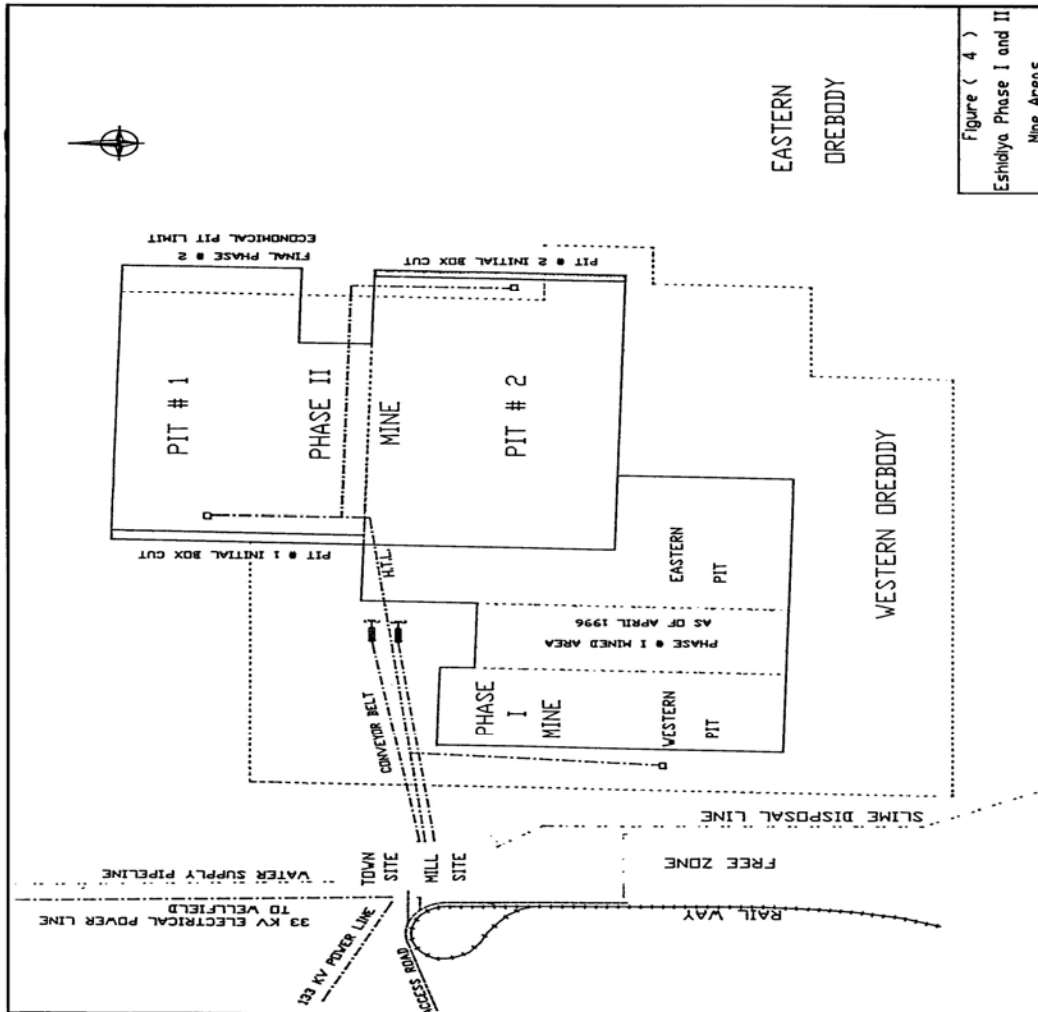 FINAL PHASE # 2
ECONOMICAL PIT LIMIT
PIT # 1
PHASE II
MINE
PIT # 2
PIT # 2 INITIAL BOX CUT
PIT # 1 INITIAL BOX CUT
EASTERN
OREBODY
H.T.L.
CONVEYOR BELT
EASTERN
PIT
PHASE # I MINED AREA
AS OF APRIL 1996
PHASE
I
MINE
WESTERN
PIT
WESTERN OREBODY
SLIME DISPOSAL LINE
FREE ZONE
RAIL WAY
TOWN
SITE
MILL
SITE
WATER SUPPLY PIPELINE
33 KV ELECTRICAL POWER LINE
TO WELLFIELD
133 KV POWER LINE
ACCESS ROAD
Figure ( 4 )
Eshidiya Phase I and II
Mine Areas